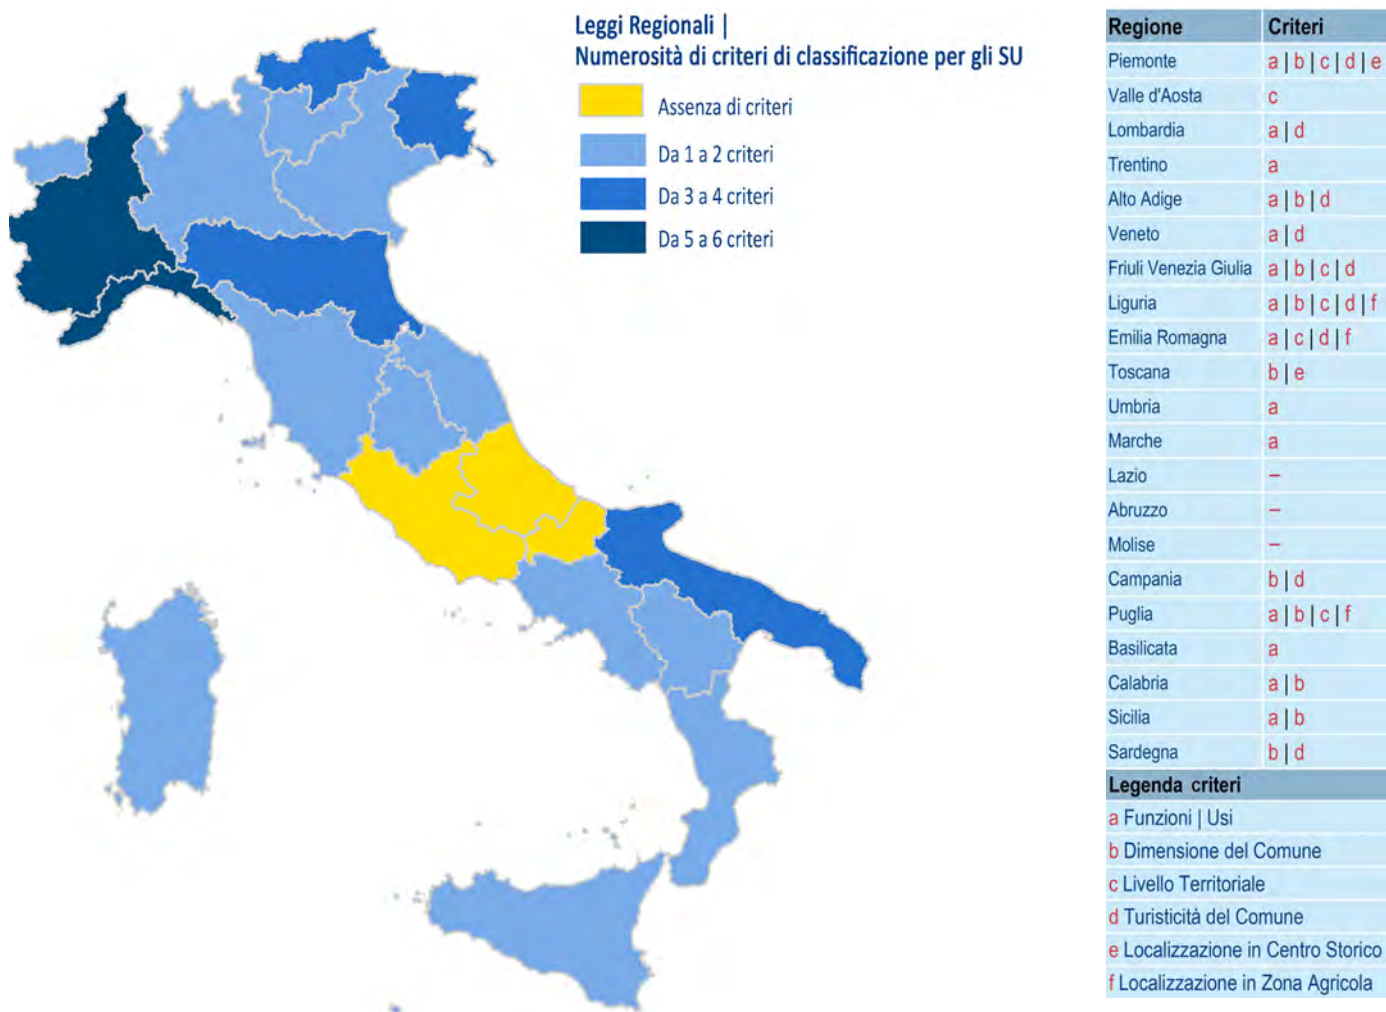 Leggi Regionali |
Numerosità di criteri di classificazione per gli SU
Assenza di criteri
Da 1 a 2 criteri
Da 3 a 4 criteri
Da 5 a 6 criteri
Regione Criteri
Piemonte a | b | c | d | e
Valle d'Aosta c
Lombardia a | d
Trentino a
Alto Adige a | b | d
Veneto a | d
Friuli Venezia Giulia a | b | c | d
Liguria a | b | c | d | f
Emilia Romagna a | c | d | f
Toscana b | e
Umbria a
Marche a
Lazio –
Abruzzo –
Molise –
Campania b | d
Puglia a | b | c | f
Basilicata a
Calabria a | b
Sicilia a | b
Sardegna b | d
Legenda criteri
a Funzioni | Usi
b Dimensione del Comune
c Livello Territoriale
d Turisticità del Comune
e Localizzazione in Centro Storico
f Localizzazione in Zona Agricola